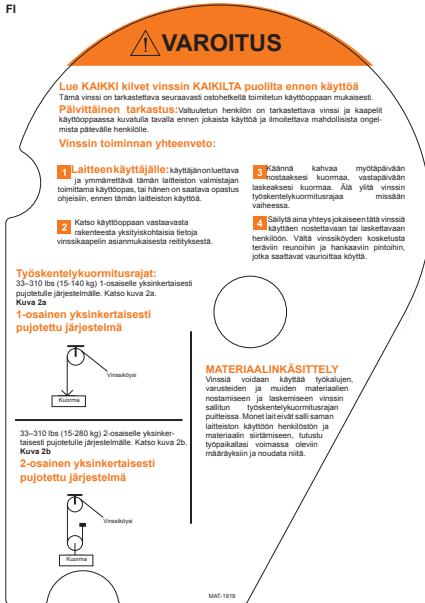 FI
VAROITUS
Lue KAIKKI kilvet vinssin KAIKILTA puolilta ennen käyttöä
Tämä vinssi on tarkastettava seuraavasti ostohetkellä toimitetun käyttöoppaan mukaisesti.
Päivittäinen tarkastus:Valtuutetun henkilön on tarkastettava vinssi ja kaapelit
käyttöoppaassa kuvatulla tavalla ennen jokaista käyttöä ja ilmoitettava mahdollisista ongel-
mista pätevälle henkilölle.
Vinssin toiminnan yhteenveto:
1 Laitteen käyttäjälle: käyttäjän on luettava
ja ymmärrettävä tämän laitteiston valmistajan
toimittama käyttöopas, tai hänen on saatava opastus
ohjeisiin, ennen tämän laitteiston käyttöä.
2 Katso käyttöoppaan vastaavasta
rakenteesta yksityiskohtaisia tietoja
vinssikaapelin asianmukaisesta reitityksestä.
3 Käännä kahvaa myötäpäivään
nostaaksesi kuormaa, vastapäivään
laskeaksesi kuormaa. Älä ylitä vinssin
työskentelykuormitusrajaa missään
vaiheessa.
4 Säilytä aina yhteys jokaiseen tätä vinssiä
käyttäen nostettavaan tai laskettavaan
henkilöön. Vältä vinssiköyden kosketusta
teräviin reunoihin ja hankaaviin pintoihin,
jotka saattavat vaurioittaa köyttä.
Työskentelykuormitusrajat:
33–310 lbs (15-140 kg) 1-osaiselle yksinkertaisesti
pujotetulle järjestelmälle. Katso kuva 2a.
Kuva 2a
1-osainen yksinkertaisesti
pujotettu järjestelmä
Vinssiköysi
Kuorma
33–310 lbs (15-280 kg) 2-osaiselle yksinker-
taisesti pujotetulle järjestelmälle. Katso kuva 2b.
Kuva 2b
2-osainen yksinkertaisesti
pujotettu järjestelmä
Vinssiköysi
Kuorma
MATERIAALINKÄSITTELY
Vinssiä voidaan käyttää työkalujen,
varusteiden ja muiden materiaalien
nostamiseen ja laskemiseen vinssin
sallitun työskentelykuormitusrajan
puitteissa. Monet lait eivät salli saman
laitteiston käyttöön henkilöstön ja
materiaalin siirtämiseen, tutustu
työpaikallasi voimassa oleviin
määräyksiin ja noudata niitä.
MAT-1919